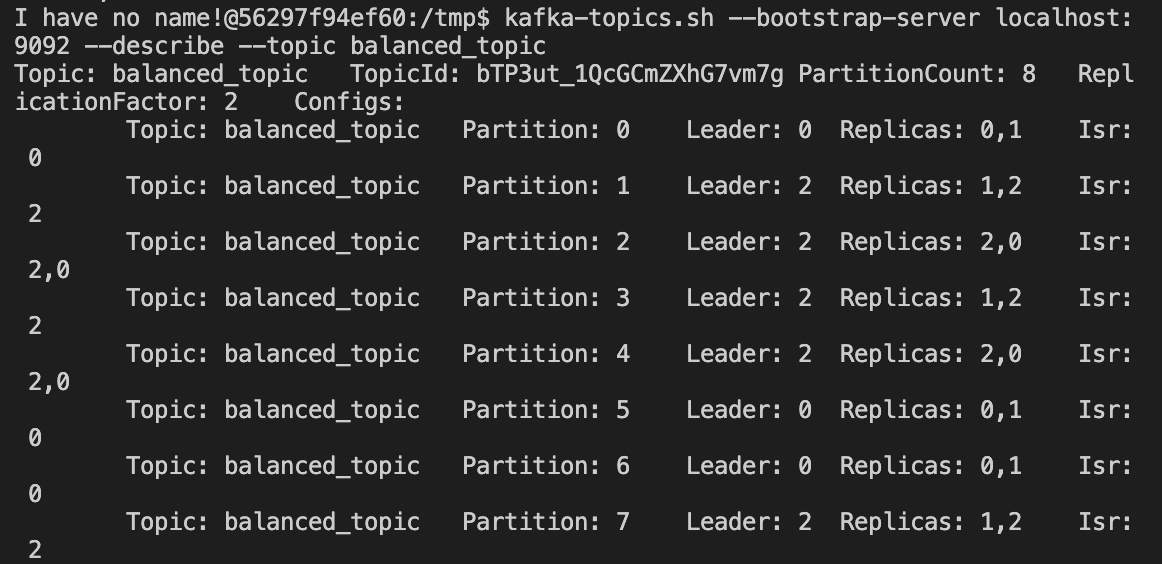 I have no name!@56297f94ef60:/tmp$ kafka-topics.sh --bootstrap-server localhost:
9092 --describe --topic balanced_topic
Topic: balanced_topic   TopicId: bTP3ut_1QcGCmZXhG7vm7g PartitionCount: 8   Repl
icationFactor: 2    Configs:
        Topic: balanced_topic   Partition: 0    Leader: 0  Replicas: 0,1    Isr:
 0
        Topic: balanced_topic   Partition: 1    Leader: 2  Replicas: 1,2    Isr:
 2
        Topic: balanced_topic   Partition: 2    Leader: 2  Replicas: 2,0    Isr:
 2,0
        Topic: balanced_topic   Partition: 3    Leader: 2  Replicas: 1,2    Isr:
 2
        Topic: balanced_topic   Partition: 4    Leader: 2  Replicas: 2,0    Isr:
 2,0
        Topic: balanced_topic   Partition: 5    Leader: 0  Replicas: 0,1    Isr:
 0
        Topic: balanced_topic   Partition: 6    Leader: 0  Replicas: 0,1    Isr:
 0
        Topic: balanced_topic   Partition: 7    Leader: 2  Replicas: 1,2    Isr:
 2